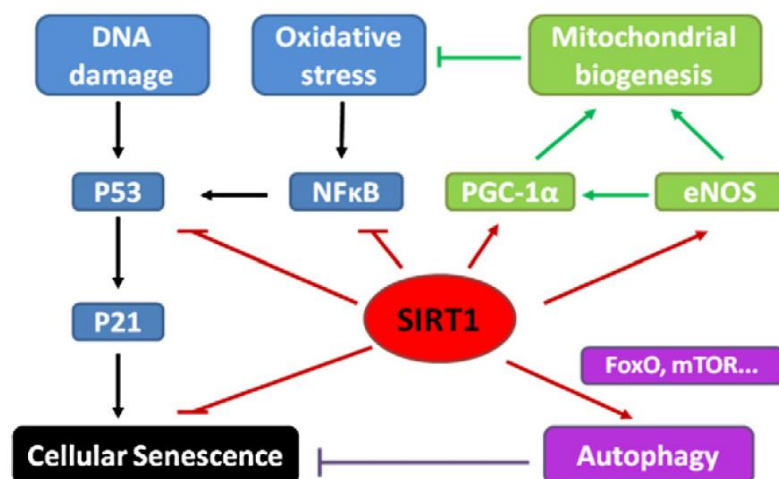 DNA
damage
Oxidative
stress
Mitochondrial
biogenesis
P53
NFκB
PGC-1α
eNOS
P21
SIRT1
FoxO, mTOR...
Cellular Senescence
Autophagy